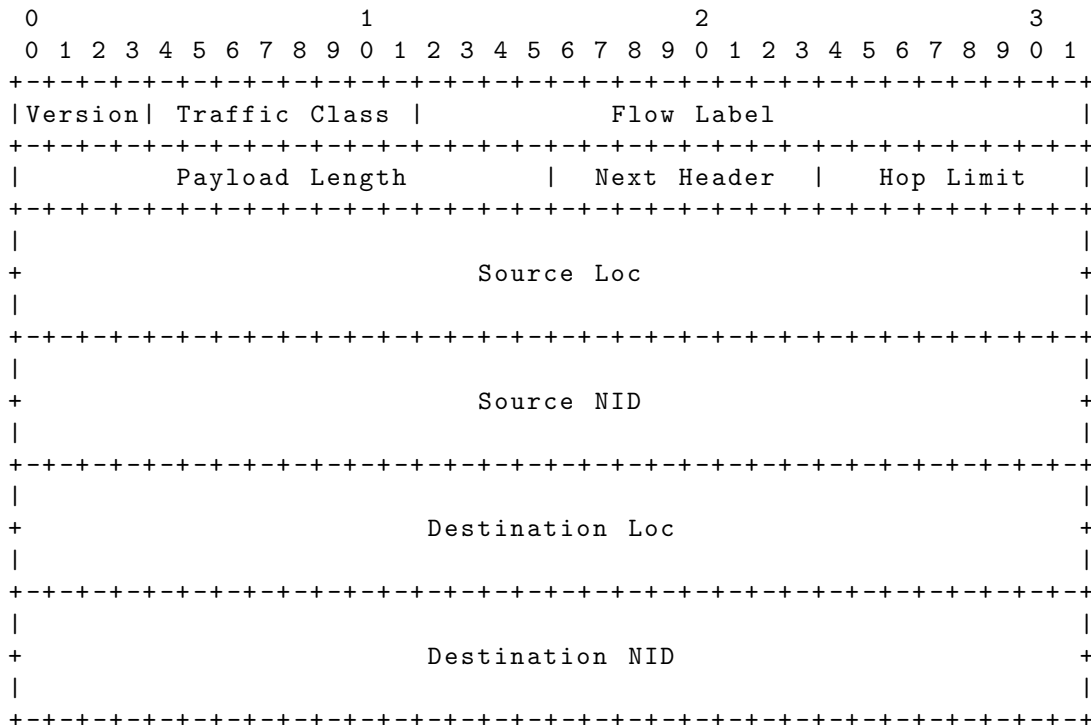 0                   1                   2                   3
 0 1 2 3 4 5 6 7 8 9 0 1 2 3 4 5 6 7 8 9 0 1 2 3 4 5 6 7 8 9 0 1
+-+-+-+-+-+-+-+-+-+-+-+-+-+-+-+-+-+-+-+-+-+-+-+-+-+-+-+-+-+-+-+-+
|Version| Traffic Class |           Flow Label                  |
+-+-+-+-+-+-+-+-+-+-+-+-+-+-+-+-+-+-+-+-+-+-+-+-+-+-+-+-+-+-+-+-+
|         Payload Length        |  Next Header  |   Hop Limit   |
+-+-+-+-+-+-+-+-+-+-+-+-+-+-+-+-+-+-+-+-+-+-+-+-+-+-+-+-+-+-+-+-+
|                                                               |
+                           Source Loc                          +
|                                                               |
+-+-+-+-+-+-+-+-+-+-+-+-+-+-+-+-+-+-+-+-+-+-+-+-+-+-+-+-+-+-+-+-+
|                                                               |
+                           Source NID                          +
|                                                               |
+-+-+-+-+-+-+-+-+-+-+-+-+-+-+-+-+-+-+-+-+-+-+-+-+-+-+-+-+-+-+-+-+
|                                                               |
+                        Destination Loc                        +
|                                                               |
+-+-+-+-+-+-+-+-+-+-+-+-+-+-+-+-+-+-+-+-+-+-+-+-+-+-+-+-+-+-+-+-+
|                                                               |
+                        Destination NID                        +
|                                                               |
+-+-+-+-+-+-+-+-+-+-+-+-+-+-+-+-+-+-+-+-+-+-+-+-+-+-+-+-+-+-+-+-+